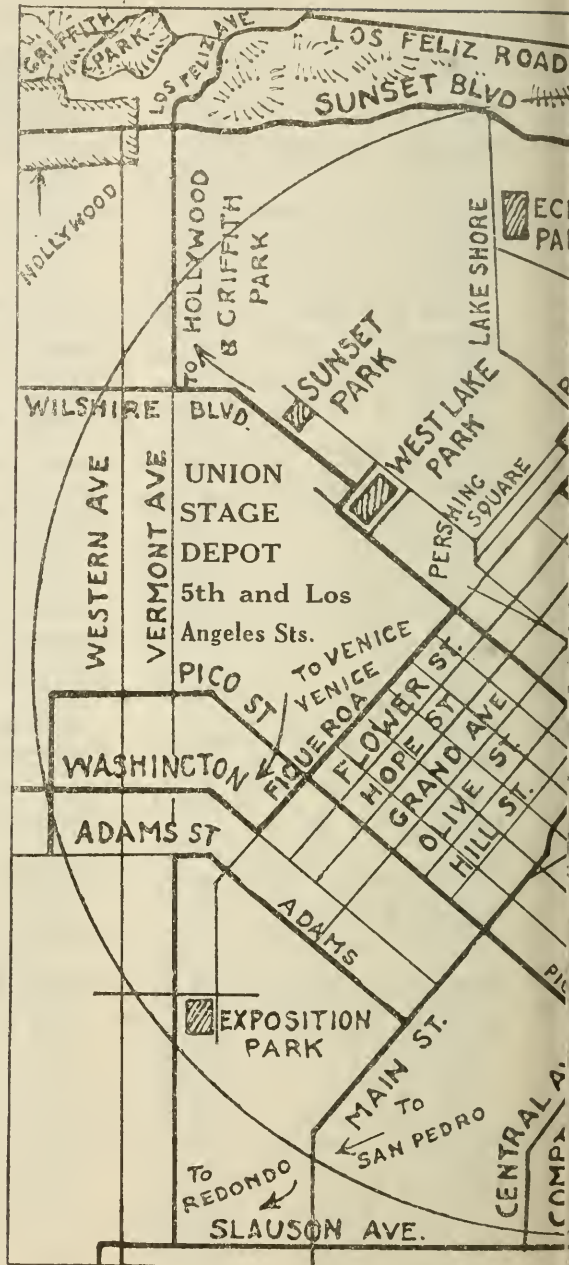 GRIFFITH
PARK
LOS FELIZ AVE
LOS FELIZ ROAD
SUNSET BLVD
HOLLYWOOD
TO HOLLYWOOD
& GRIFFITH
PARK
LAKESHORE
SUNSET
PARK
WEST LAKE
PARK
PERSHING
SQUARE
WILSHIRE BLVD.
WESTERN AVE
VERMONT AVE
UNION
STAGE
DEPOT
5th and Los
Angeles Sts.
TO VENICE
VENICE
PICO ST
FIQUEROA
FLOWER ST.
HOPE ST
GRAND AVE
OLIVE ST
HILL ST.
WASHINGTON
ADAMS ST
ADAMS
EXPOSITION
PARK
MAIN ST.
TO
SAN PEDRO
TO
REDONDO
SLAUSON AVE.
CENTRAL